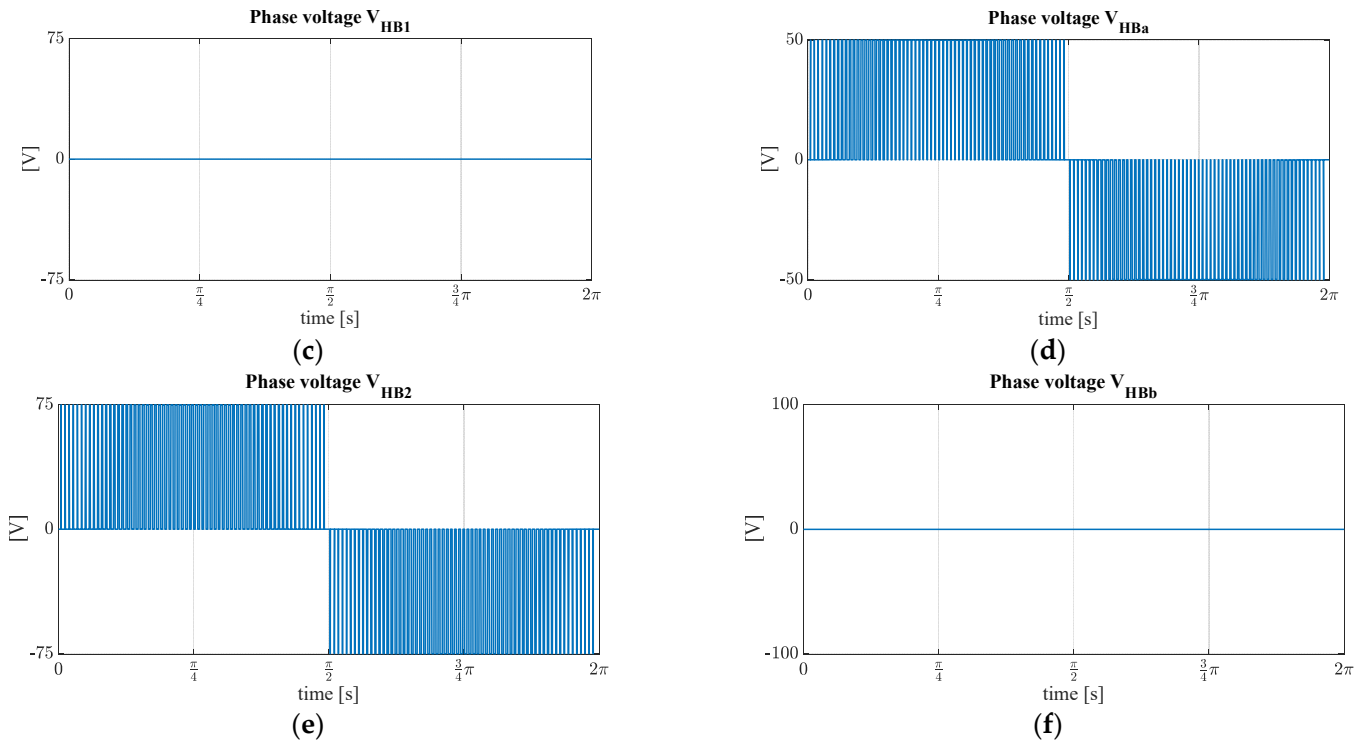 Phase voltage V_HB1
75
0
-75
[V]
0 π/4 π/2 3/4π 2π
time [s]
(c)
Phase voltage V_HBa
50
0
-50
[V]
0 π/4 π/2 3/4π 2π
time [s]
(d)
Phase voltage V_HB2
75
0
-75
[V]
0 π/4 π/2 3/4π 2π
time [s]
(e)
Phase voltage V_HBb
100
0
-100
[V]
0 π/4 π/2 3/4π 2π
time [s]
(f)